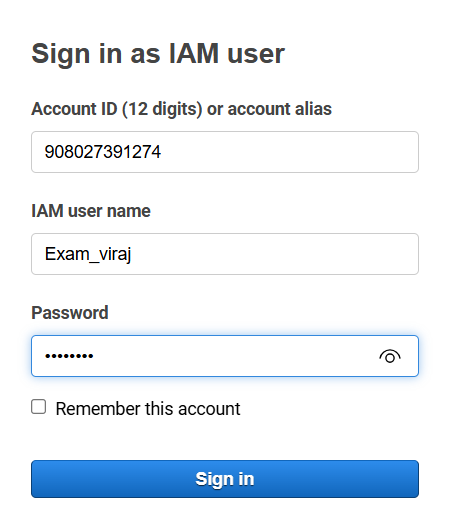 Sign in as IAM user
Account ID (12 digits) or account alias
908027391274
IAM user name
Exam_viraj
Password
••••••••
Remember this account
Sign in